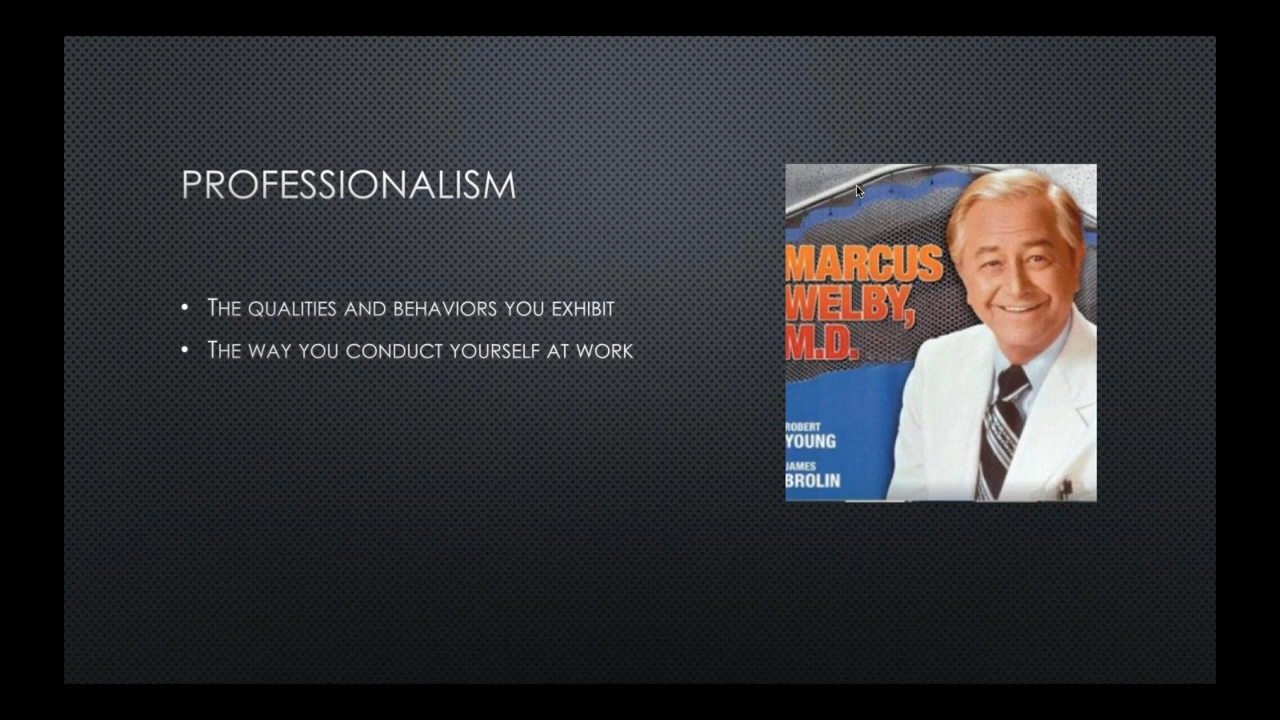 PROFESSIONALISM
• THE QUALITIES AND BEHAVIORS YOU EXHIBIT
• THE WAY YOU CONDUCT YOURSELF AT WORK
MARCUS
WELBY,
M.D.
ROBERT
YOUNG
JAMES
BROLIN